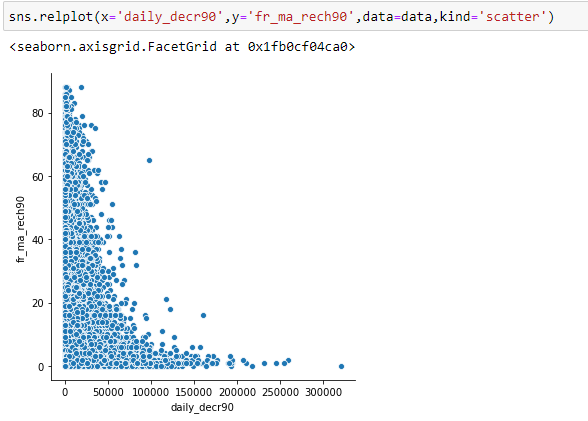 sns.relplot(x='daily_decr90',y='fr_ma_rech90',data=data,kind='scatter')
<seaborn.axisgrid.FacetGrid at 0x1fb0cf04ca0>
80
60
fr_ma_rech90
40
20
0
0 50000 100000 150000 200000 250000 300000
daily_decr90